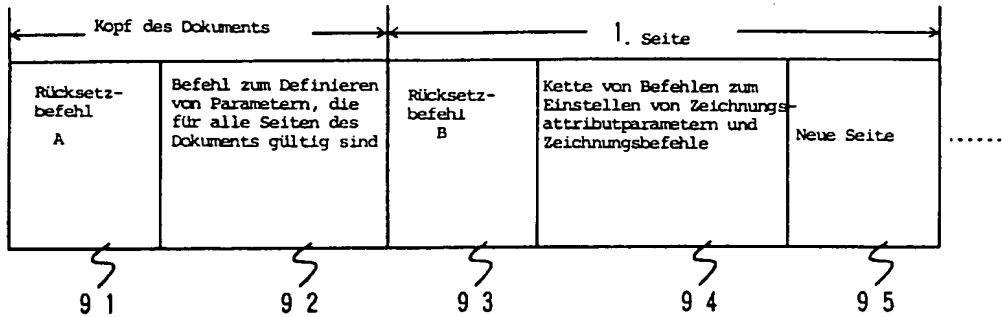 Kopf des Dokuments
1. Seite
Rücksetz-
befehl
A
Befehl zum Definieren
von Parametern, die
für alle Seiten des
Dokuments gültig sind
Rücksetz-
befehl
B
Kette von Befehlen zum
Einstellen von Zeichnungs-
attributparametern und
Zeichnungsbefehle
Neue Seite
......
91
92
93
94
95